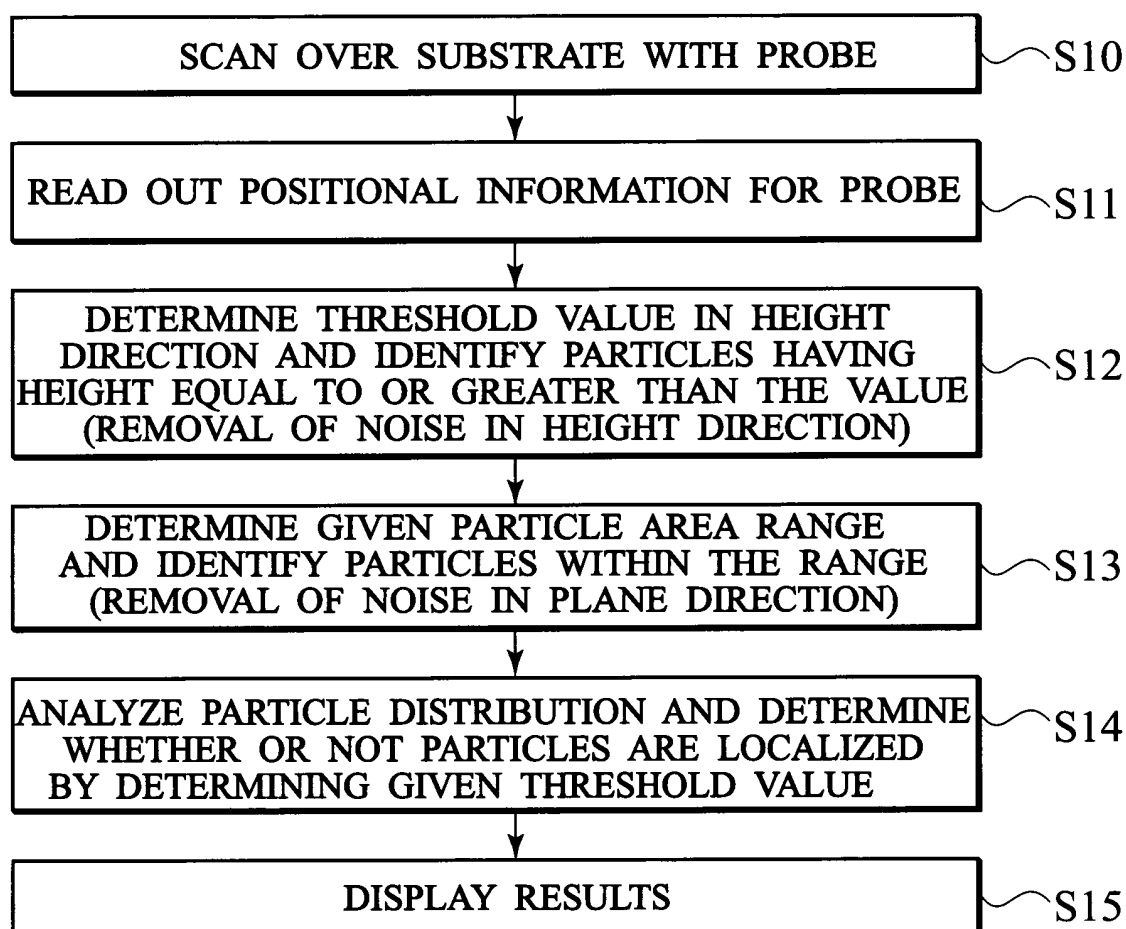 SCAN OVER SUBSTRATE WITH PROBE
S10
READ OUT POSITIONAL INFORMATION FOR PROBE
S11
DETERMINE THRESHOLD VALUE IN HEIGHT
DIRECTION AND IDENTIFY PARTICLES HAVING
HEIGHT EQUAL TO OR GREATER THAN THE VALUE
(REMOVAL OF NOISE IN HEIGHT DIRECTION)
S12
DETERMINE GIVEN PARTICLE AREA RANGE
AND IDENTIFY PARTICLES WITHIN THE RANGE
(REMOVAL OF NOISE IN PLANE DIRECTION)
S13
ANALYZE PARTICLE DISTRIBUTION AND DETERMINE
WHETHER OR NOT PARTICLES ARE LOCALIZED
BY DETERMINING GIVEN THRESHOLD VALUE
S14
DISPLAY RESULTS
S15